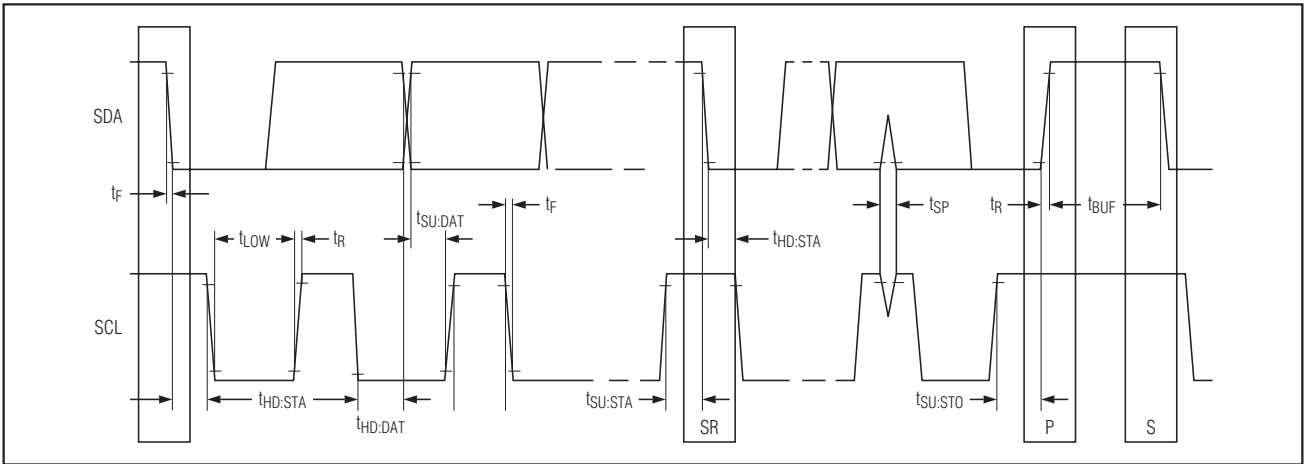 SDA
tF
tSU:DAT
tF
tSP
tR
tBUF
tLOW
tR
tHD:STA
SCL
tHD:STA
tHD:DAT
tSU:STA
SR
tSU:STO
P
S